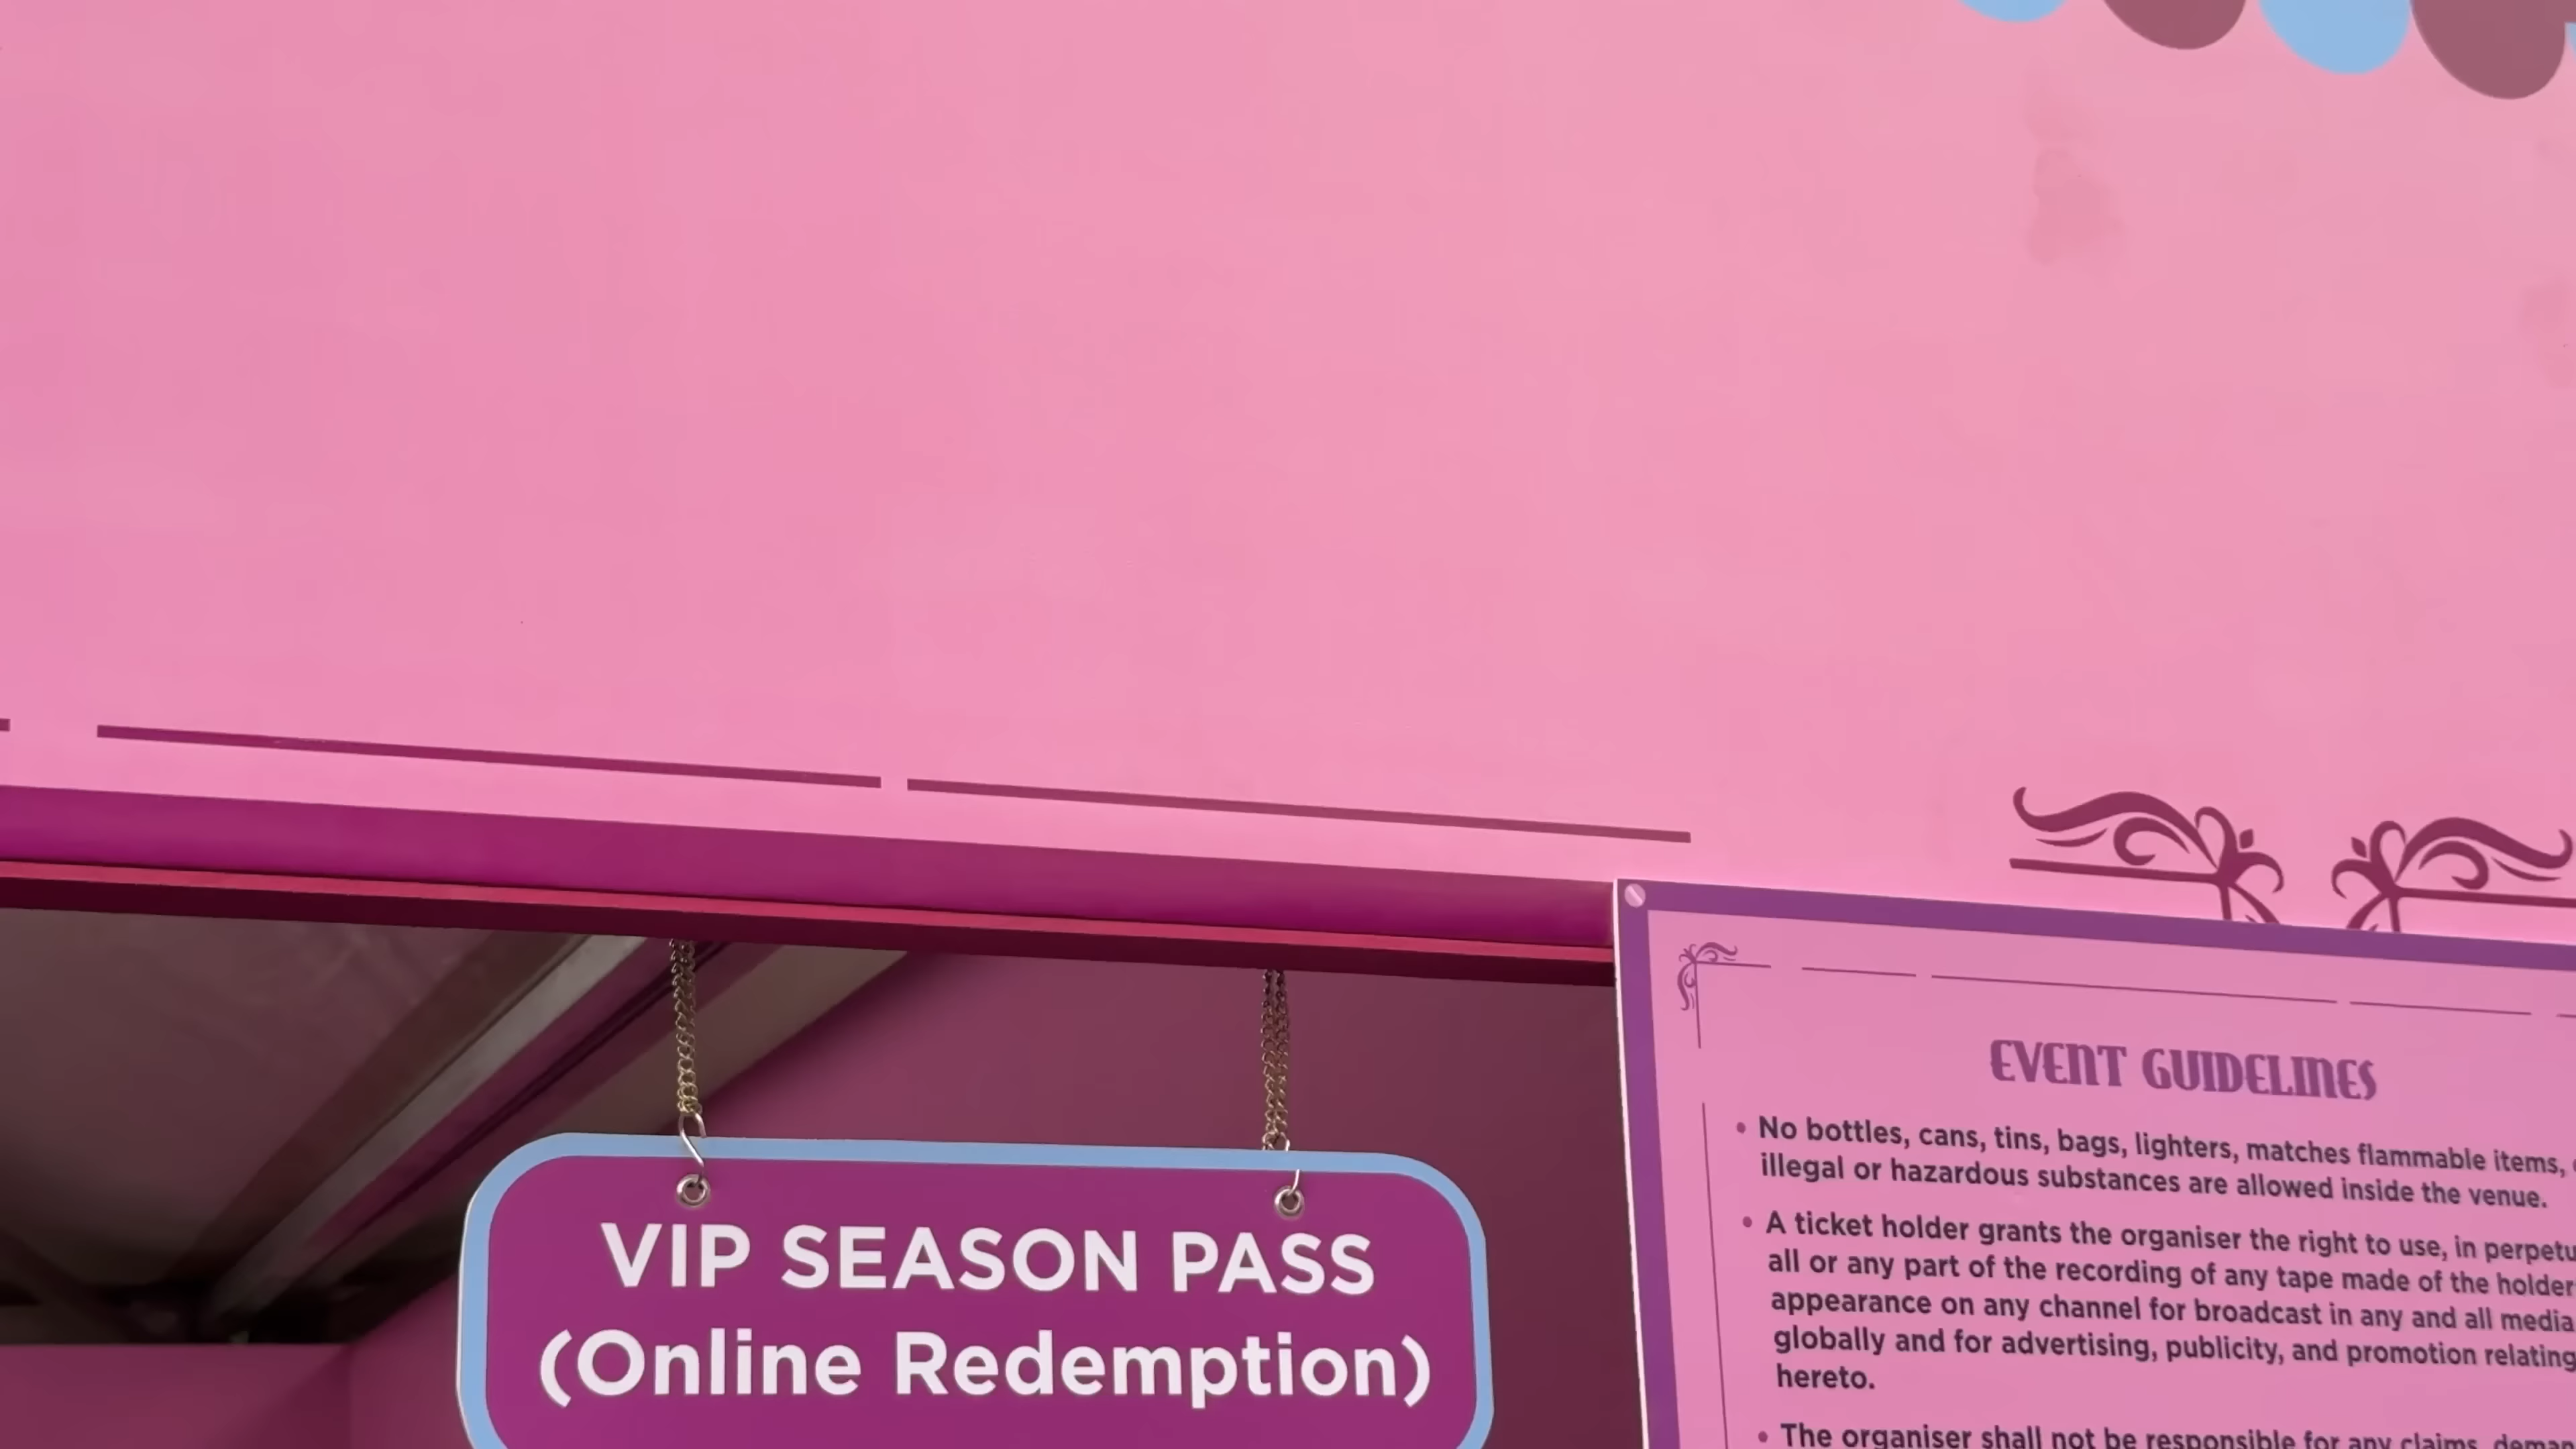 VIP SEASON PASS
(Online Redemption)
EVENT GUIDELINES
• No bottles, cans, tins, bags, lighters, matches flammable items,
illegal or hazardous substances are allowed inside the venue.
• A ticket holder grants the organiser the right to use, in
all or any part of the recording of any tape made of the holder
appearance on any channel for broadcast in any and all media
globally and for advertising, publicity, and promotion relating
hereto.
• The organiser shall not be responsible for any claims,